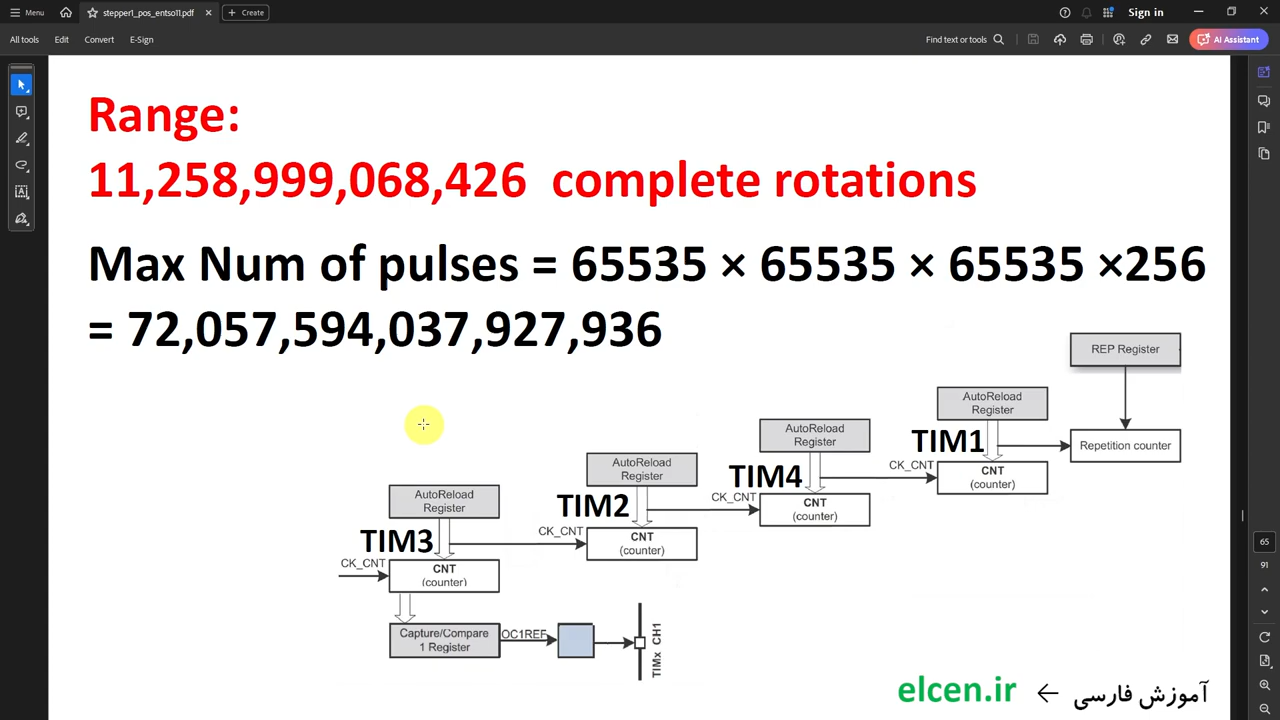 Menu
stepper1_pos_entso11.pdf
Create
Sign in
All tools
Edit
Convert
E-Sign
Find text or tools
AI Assistant
Range:
11,258,999,068,426 complete rotations
Max Num of pulses = 65535 × 65535 × 65535 ×256
= 72,057,594,037,927,936
REP Register
AutoReload
Register
TIM1
Repetition counter
CK_CNT
CNT
(counter)
AutoReload
Register
TIM4
CK_CNT
CNT
(counter)
AutoReload
Register
TIM2
CK_CNT
CNT
(counter)
AutoReload
Register
TIM3
CK_CNT
CNT
(counter)
Capture/Compare
1 Register
OC1REF
TIMx CH1
elcen.ir ← آموزش فارسی
65
91